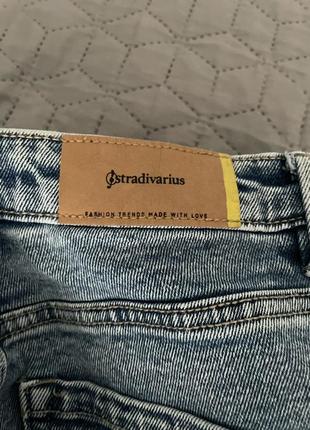 stradivarius
FASHION TRENDS MADE WITH LOVE